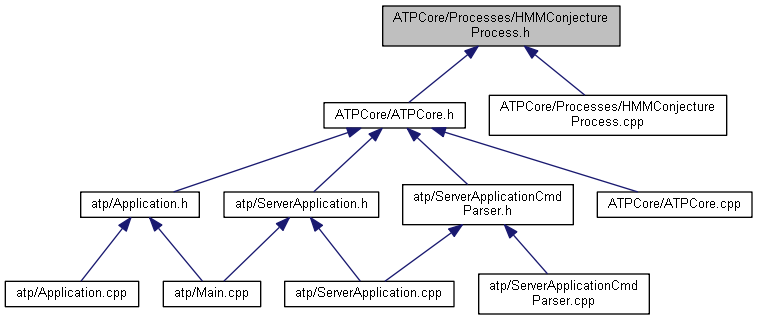 ATPCore/Processes/HMMConjecture
Process.h
ATPCore/ATPCore.h
ATPCore/Processes/HMMConjecture
Process.cpp
atp/Application.h
atp/ServerApplication.h
atp/ServerApplicationCmd
Parser.h
ATPCore/ATPCore.cpp
atp/Application.cpp
atp/Main.cpp
atp/ServerApplication.cpp
atp/ServerApplicationCmd
Parser.cpp